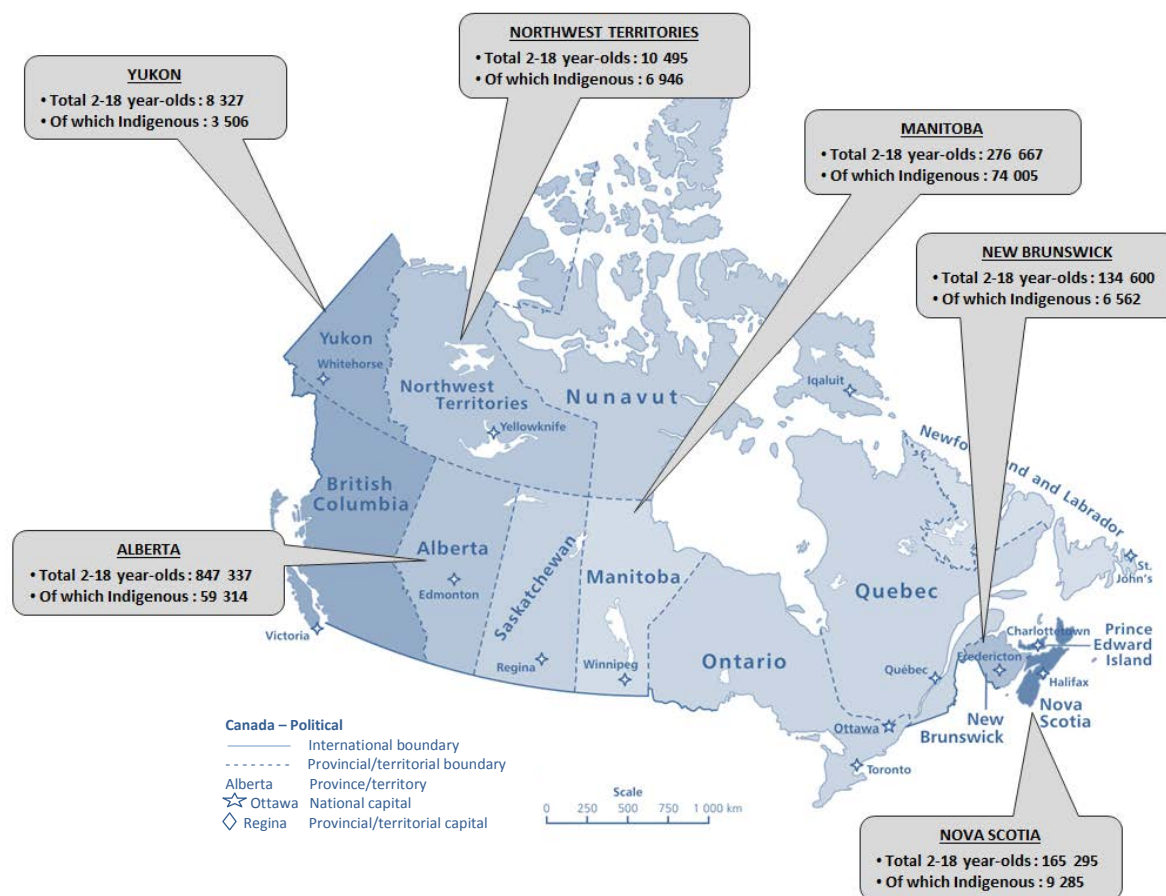 NORTHWEST TERRITORIES
• Total 2-18 year-olds : 10 495
• Of which Indigenous : 6 946
YUKON
• Total 2-18 year-olds : 8 327
• Of which Indigenous : 3 506
MANITOBA
• Total 2-18 year-olds : 276 667
• Of which Indigenous : 74 005
NEW BRUNSWICK
• Total 2-18 year-olds : 134 600
• Of which Indigenous : 6 562
Yukon
Whitehorse
Northwest
Territories
Yellowknife
Nunavut
Iqaluit
Newfoundland and Labrador
St.
John's
British
Columbia
ALBERTA
• Total 2-18 year-olds : 847 337
• Of which Indigenous : 59 314
Alberta
Edmonton
Saskatchewan
Regina
Manitoba
Winnipeg
Victoria
Ontario
Quebec
Québec
Ottawa
Toronto
Charlottetown
Prince
Edward
Island
Fredericton
Halifax
Nova
Scotia
New
Brunswick
Canada – Political
International boundary
Provincial/territorial boundary
Alberta Province/territory
Ottawa National capital
Regina Provincial/territorial capital
Scale
0 250 500 750 1 000 km
NOVA SCOTIA
• Total 2-18 year-olds : 165 295
• Of which Indigenous : 9 285